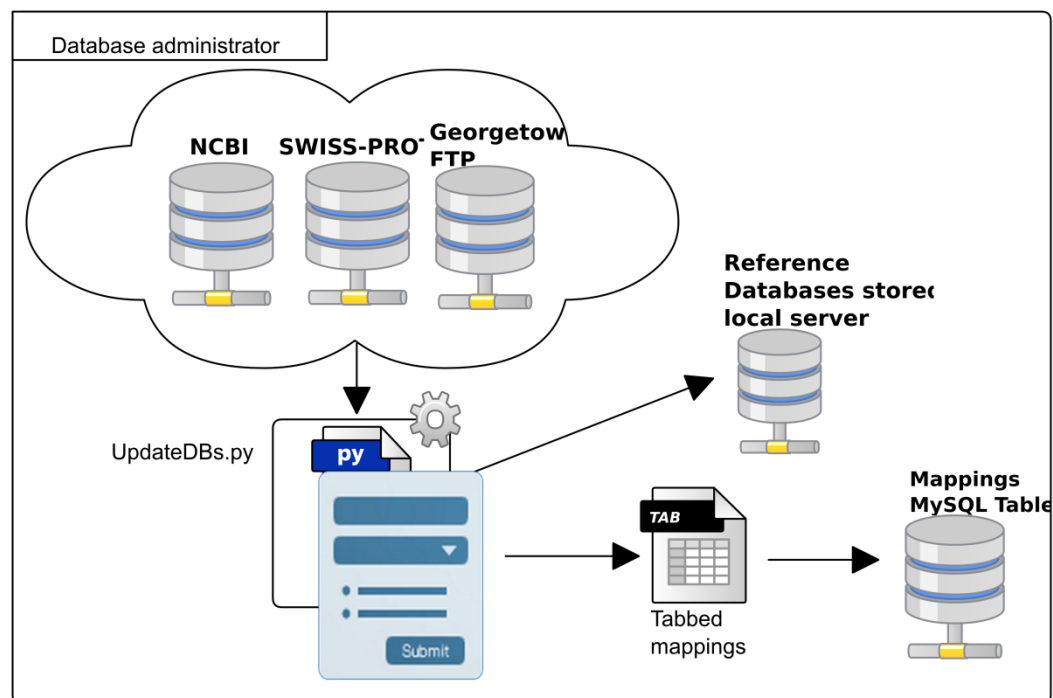 Database administrator
NCBI
SWISS-PRO
Georgetow
FTP
Reference
Databases stored
local server
UpdateDBs.py
py
Submit
TAB
Tabbed
mappings
Mappings
MySQL Table